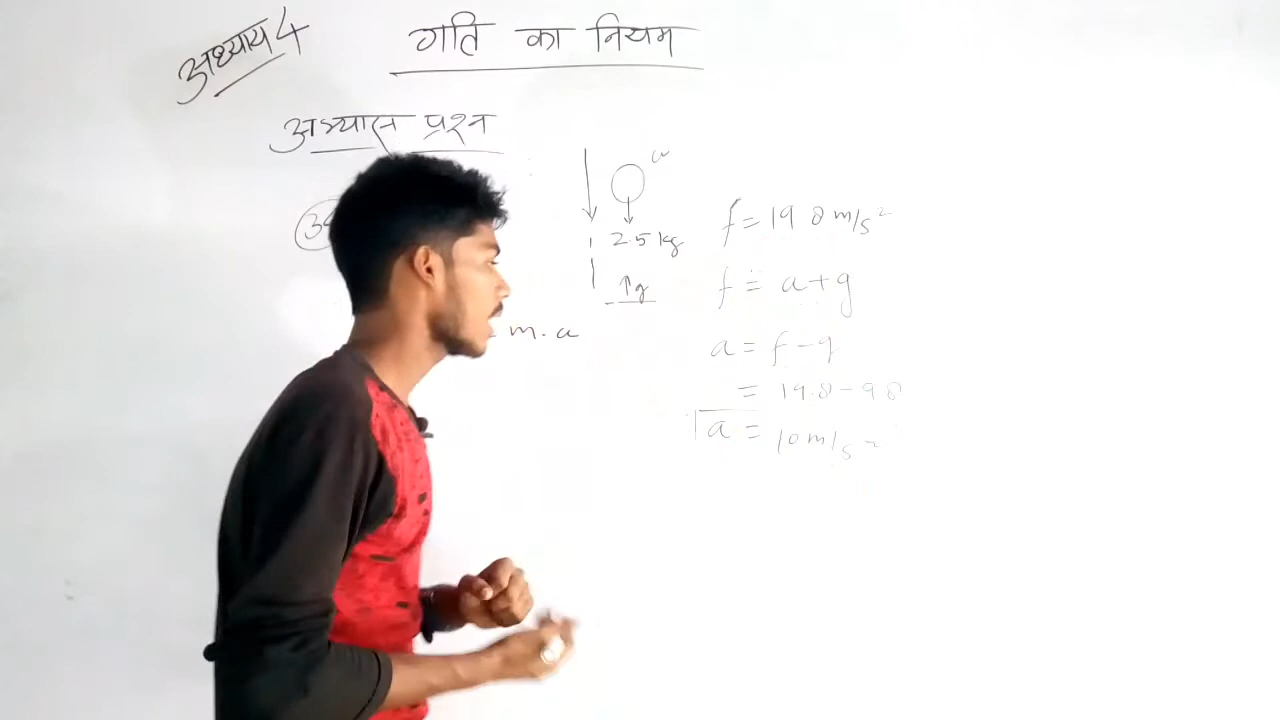 अध्याय 4
गति का नियम
अभ्यास प्रश्न
a
2.5 kg
↑g
m.a
f = 19.8 m/s²
f = a+g
a = f-g
= 19.8-9.8
a = 10 m/s²